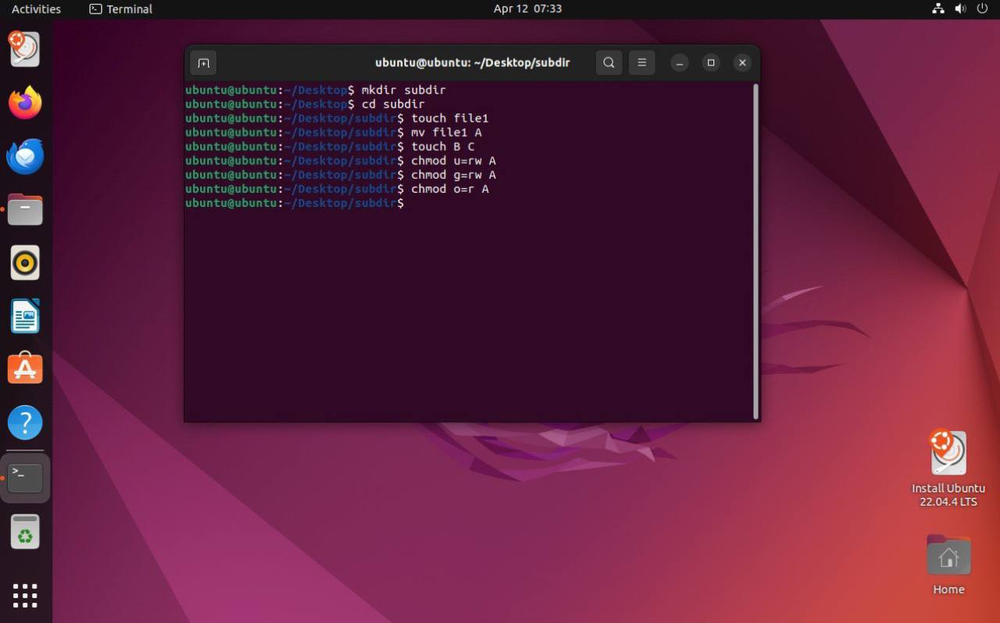 Activities Terminal Apr 12 07:33
ubuntu@ubuntu: ~/Desktop/subdir
ubuntu@ubuntu:~/Desktop$ mkdir subdir
ubuntu@ubuntu:~/Desktop$ cd subdir
ubuntu@ubuntu:~/Desktop/subdir$ touch file1
ubuntu@ubuntu:~/Desktop/subdir$ mv file1 A
ubuntu@ubuntu:~/Desktop/subdir$ touch B C
ubuntu@ubuntu:~/Desktop/subdir$ chmod u=rw A
ubuntu@ubuntu:~/Desktop/subdir$ chmod g=rw A
ubuntu@ubuntu:~/Desktop/subdir$ chmod o=r A
ubuntu@ubuntu:~/Desktop/subdir$
Install Ubuntu
22.04.4 LTS
Home